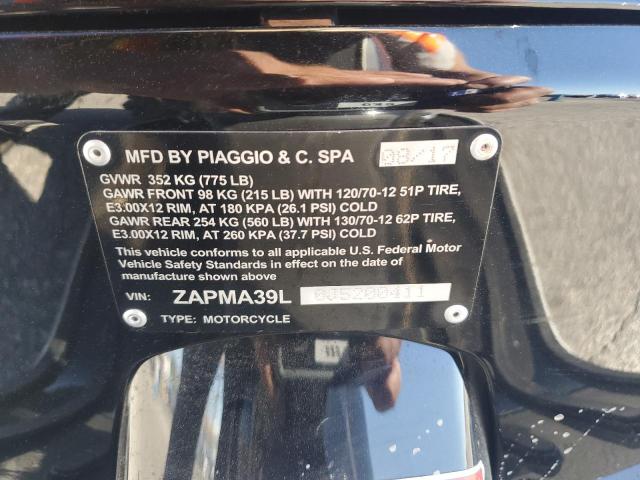 MFD BY PIAGGIO & C. SPA 08/17
GVWR 352 KG (775 LB)
GAWR FRONT 98 KG (215 LB) WITH 120/70-12 51P TIRE,
E3.00X12 RIM, AT 180 KPA (26.1 PSI) COLD
GAWR REAR 254 KG (560 LB) WITH 130/70-12 62P TIRE,
E3.00X12 RIM, AT 260 KPA (37.7 PSI) COLD
This vehicle conforms to all applicable U.S. Federal Motor
Vehicle Safety Standards in effect on the date of
manufacture shown above
VIN: ZAPMA39L 0J5200411
TYPE: MOTORCYCLE